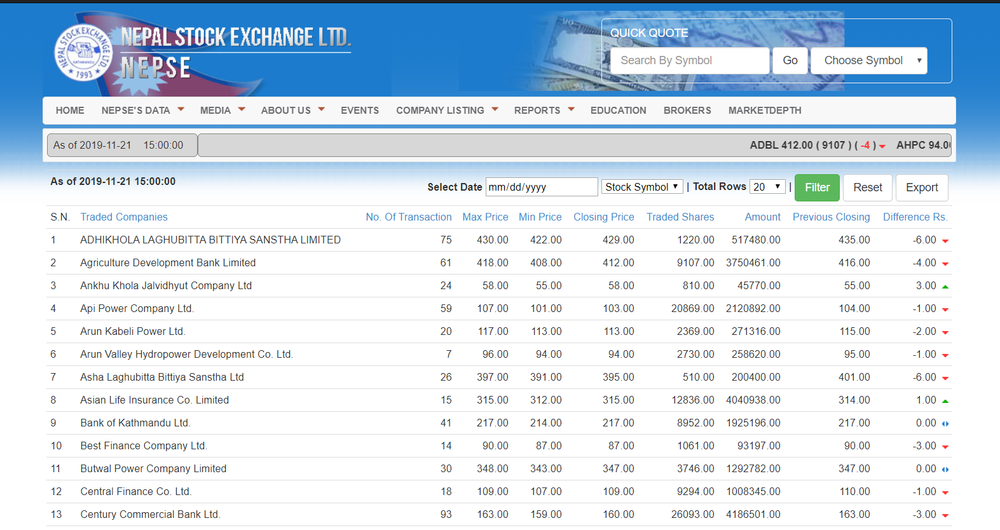 NEPAL STOCK EXCHANGE LTD.
NEPSE
NEPAL STOCK EXCHANGE LTD.
KATHMANDU
1993
QUICK QUOTE
Search By Symbol Go Choose Symbol
HOME NEPSE'S DATA MEDIA ABOUT US EVENTS COMPANY LISTING REPORTS EDUCATION BROKERS MARKETDEPTH
As of 2019-11-21 15:00:00 ADBL 412.00 ( 9107 ) ( -4 ) AHPC 94.0
As of 2019-11-21 15:00:00 Select Date mm/dd/yyyy Stock Symbol | Total Rows 20 | Filter Reset Export
S.N. Traded Companies No. Of Transaction Max Price Min Price Closing Price Traded Shares Amount Previous Closing Difference Rs.
1 ADHIKHOLA LAGHUBITTA BITTIYA SANSTHA LIMITED 75 430.00 422.00 429.00 1220.00 517480.00 435.00 -6.00
2 Agriculture Development Bank Limited 61 418.00 408.00 412.00 9107.00 3750461.00 416.00 -4.00
3 Ankhu Khola Jalvidhyut Company Ltd 24 58.00 55.00 58.00 810.00 45770.00 55.00 3.00
4 Api Power Company Ltd. 59 107.00 101.00 103.00 20869.00 2120892.00 104.00 -1.00
5 Arun Kabeli Power Ltd. 20 117.00 113.00 113.00 2369.00 271316.00 115.00 -2.00
6 Arun Valley Hydropower Development Co. Ltd. 7 96.00 94.00 94.00 2730.00 258620.00 95.00 -1.00
7 Asha Laghubitta Bittiya Sanstha Ltd 26 397.00 391.00 395.00 510.00 200400.00 401.00 -6.00
8 Asian Life Insurance Co. Limited 15 315.00 312.00 315.00 12836.00 4040938.00 314.00 1.00
9 Bank of Kathmandu Ltd. 41 217.00 214.00 217.00 8952.00 1925196.00 217.00 0.00
10 Best Finance Company Ltd. 14 90.00 87.00 87.00 1061.00 93197.00 90.00 -3.00
11 Butwal Power Company Limited 30 348.00 343.00 347.00 3746.00 1292782.00 347.00 0.00
12 Central Finance Co. Ltd. 18 109.00 107.00 109.00 9294.00 1008345.00 110.00 -1.00
13 Century Commercial Bank Ltd. 93 163.00 159.00 160.00 26093.00 4186501.00 163.00 -3.00